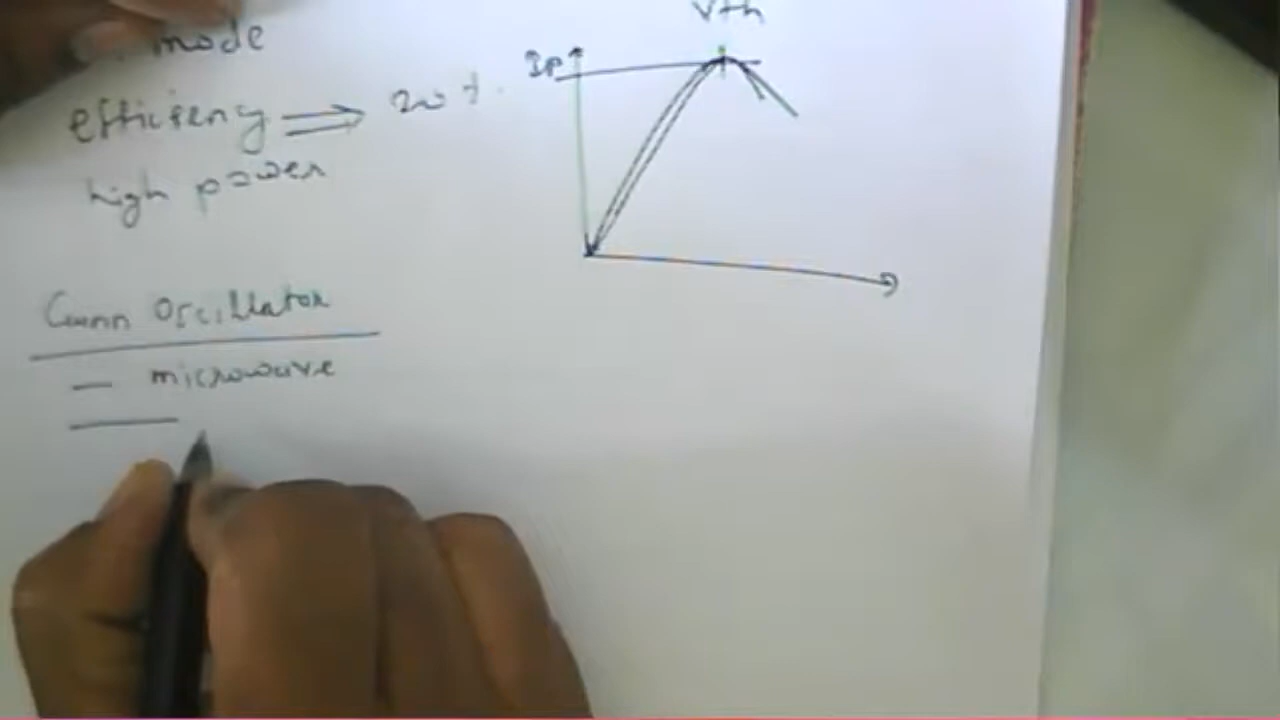 mode
efficieny ⟹ 20 %
high power
Gunn Oscillator
— microwave
—
Vth
Ip